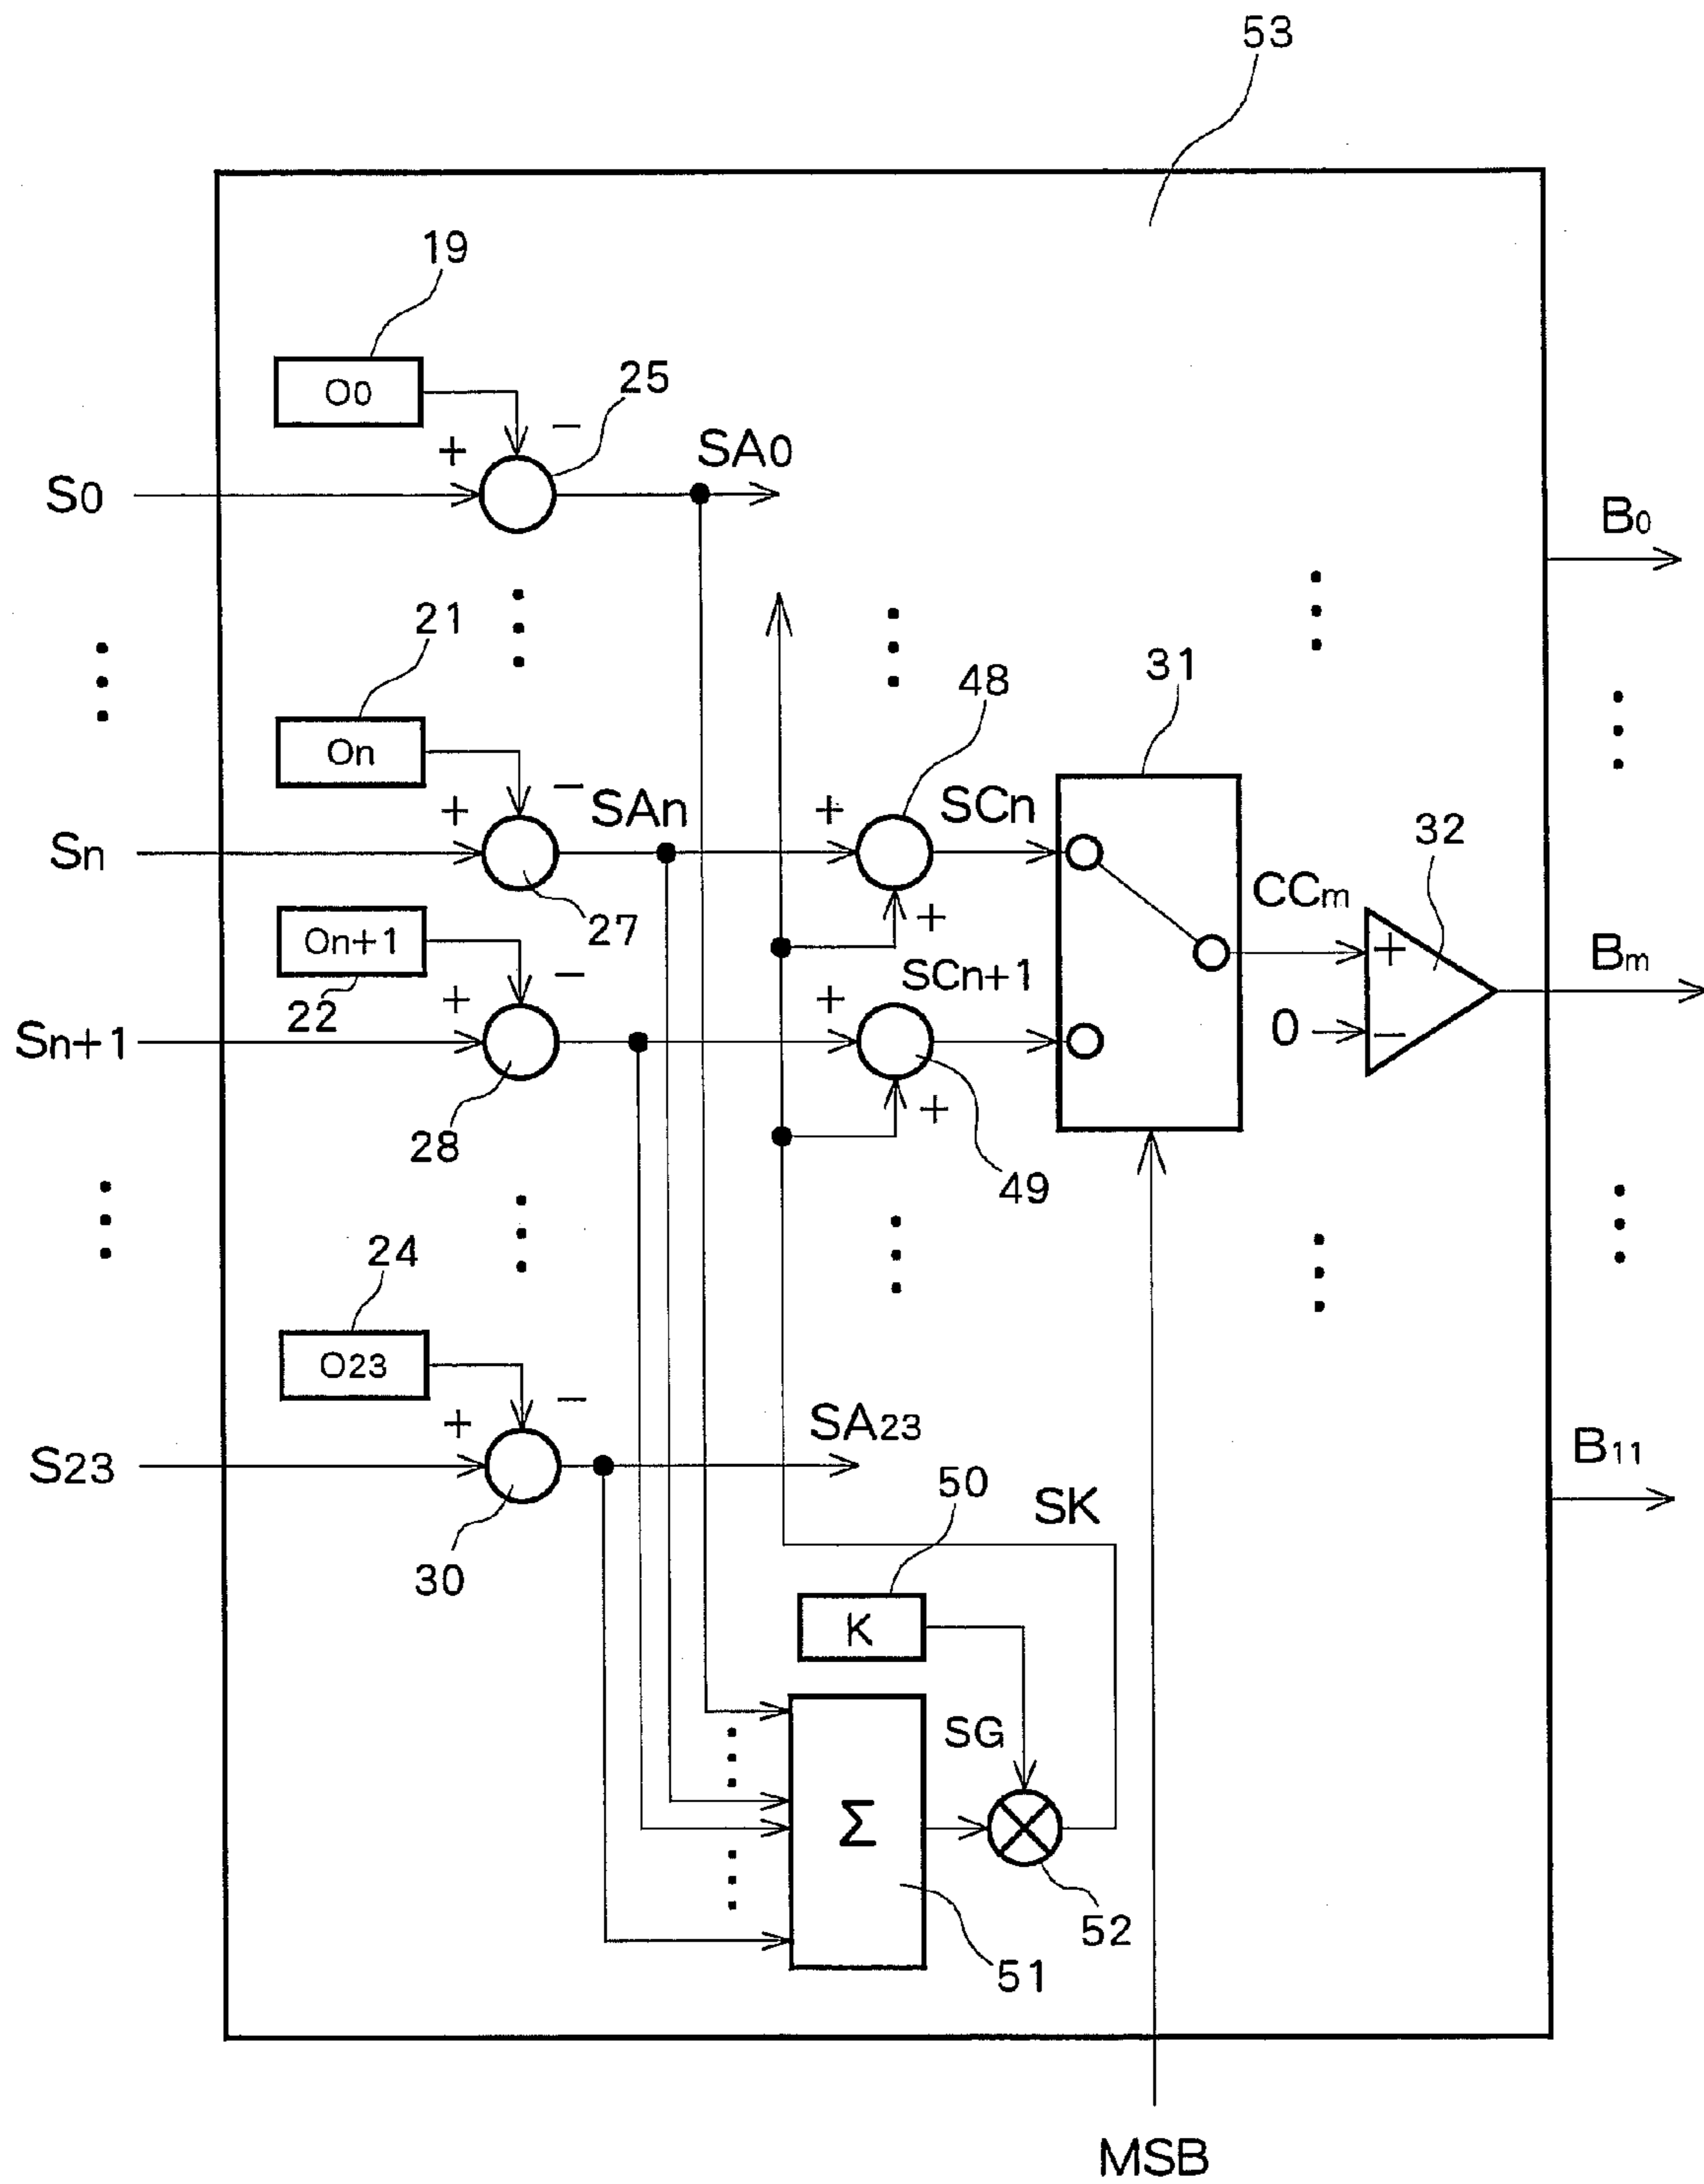 53
19
O0
25
+
−
SA0
S0
B0
21
On
48
31
+
−
SAn
+
SCn
32
Sn
CCm
27
On+1
+
SCn+1
+
Bm
22
+
−
+
0
−
Sn+1
28
+
49
24
O23
+
−
SA23
B11
S23
50
SK
30
K
SG
Σ
52
51
MSB